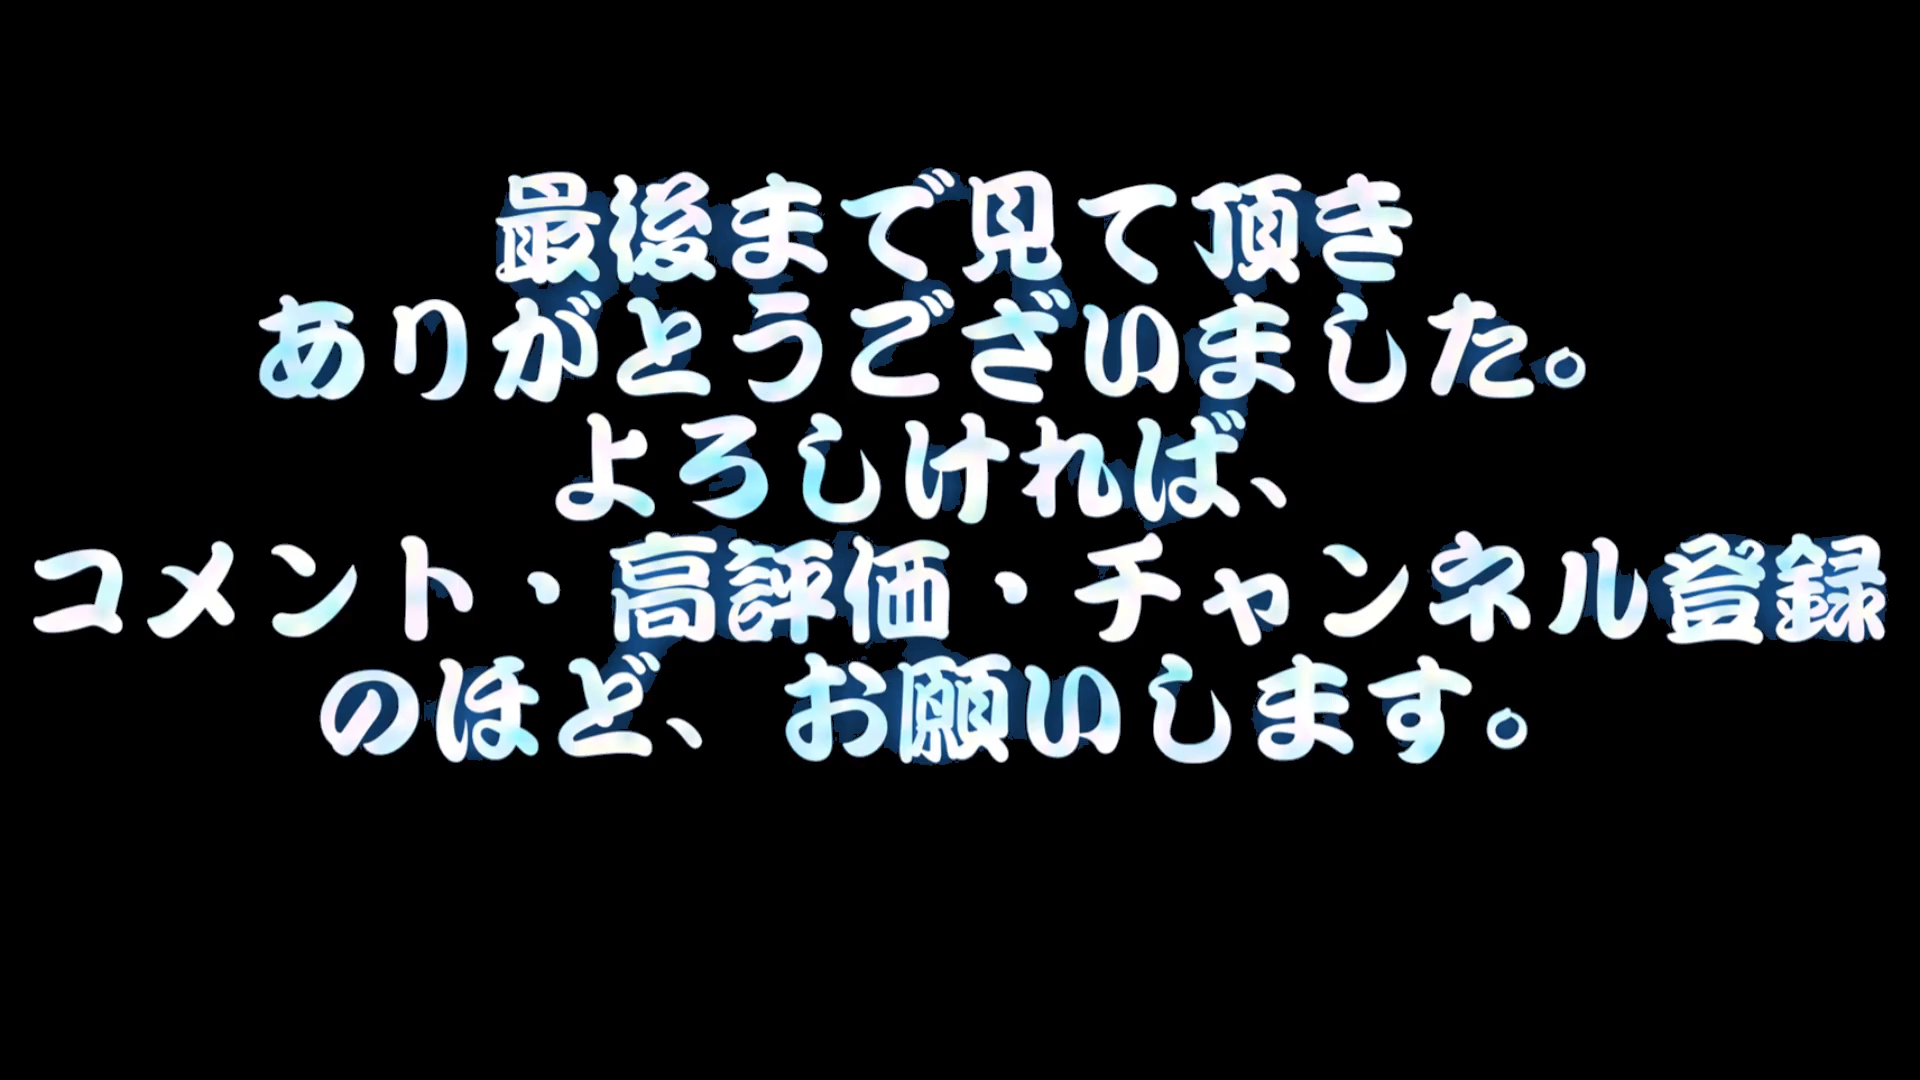 最後まで見て頂き
ありがとうございました。
よろしければ、
コメント・高評価・チャンネル登録
のほど、お願いします。